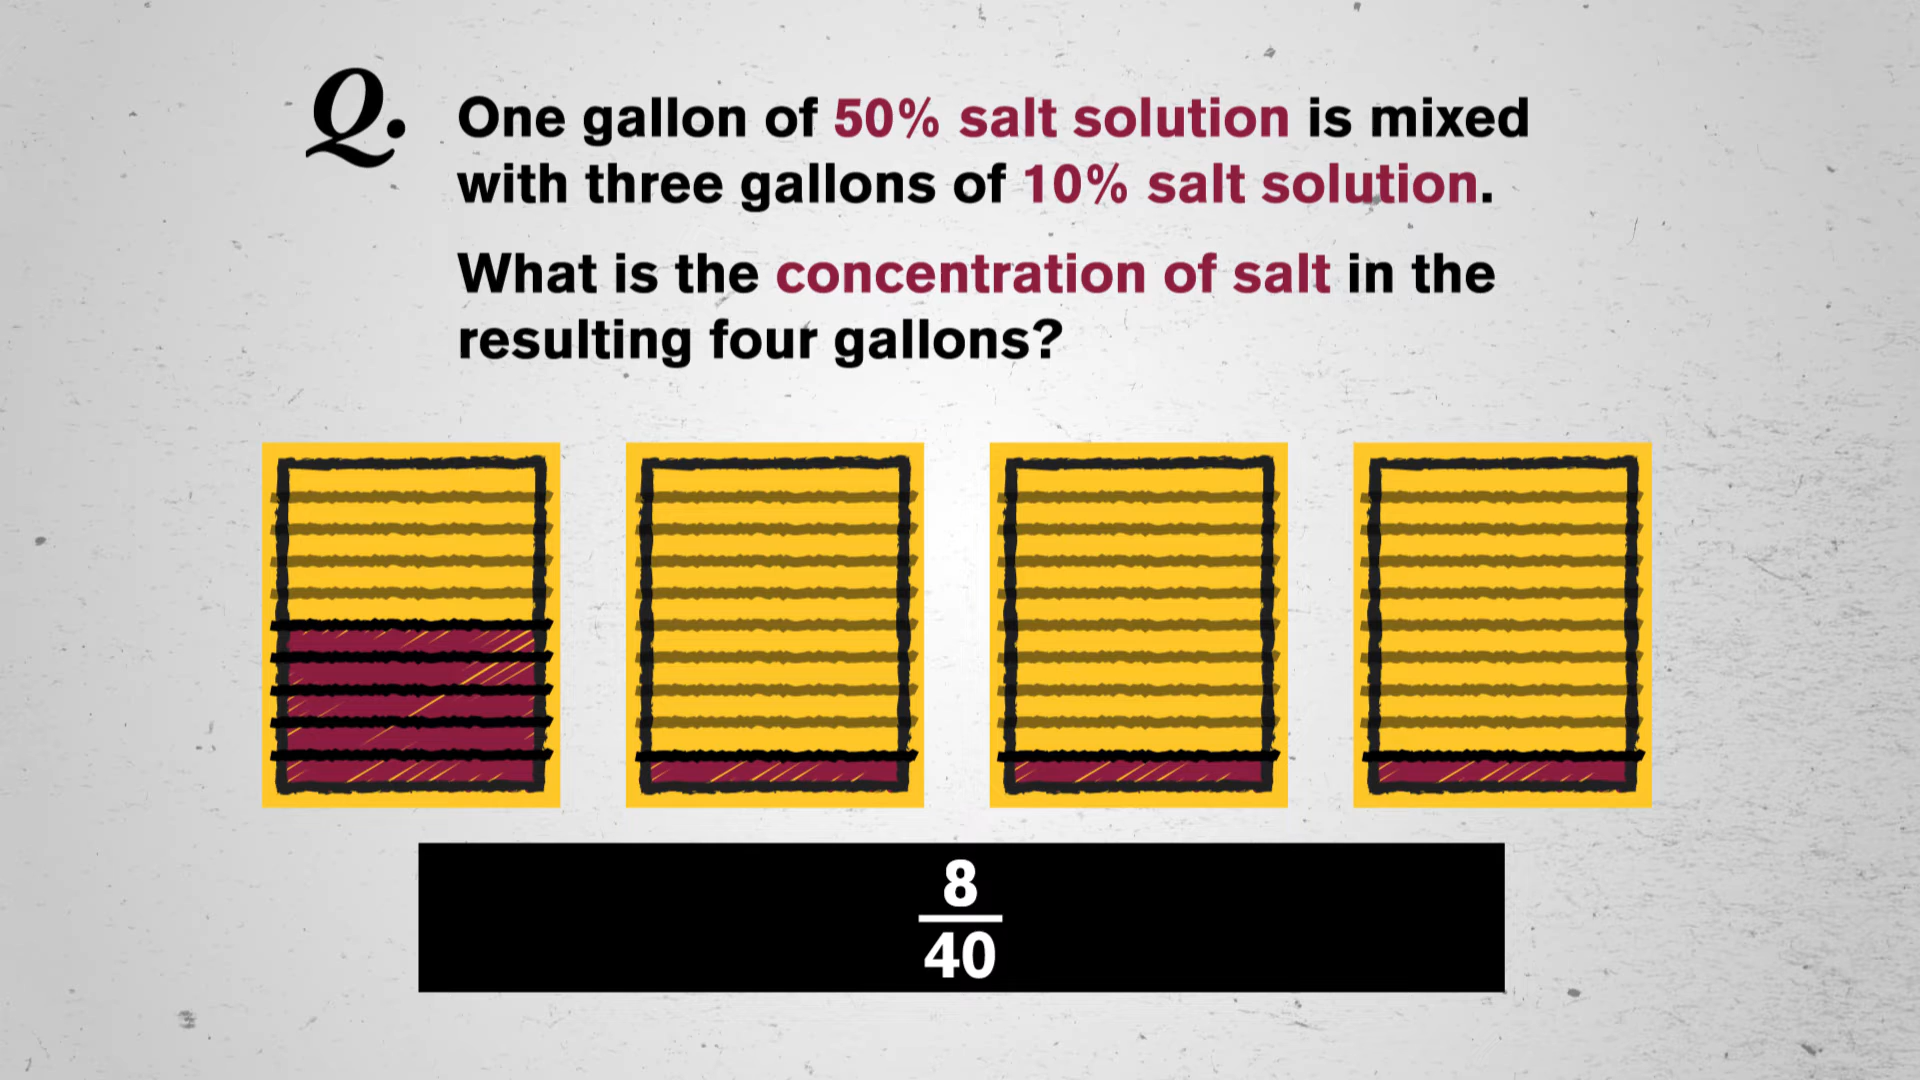 Q. One gallon of 50% salt solution is mixed
with three gallons of 10% salt solution.
What is the concentration of salt in the
resulting four gallons?
8
40